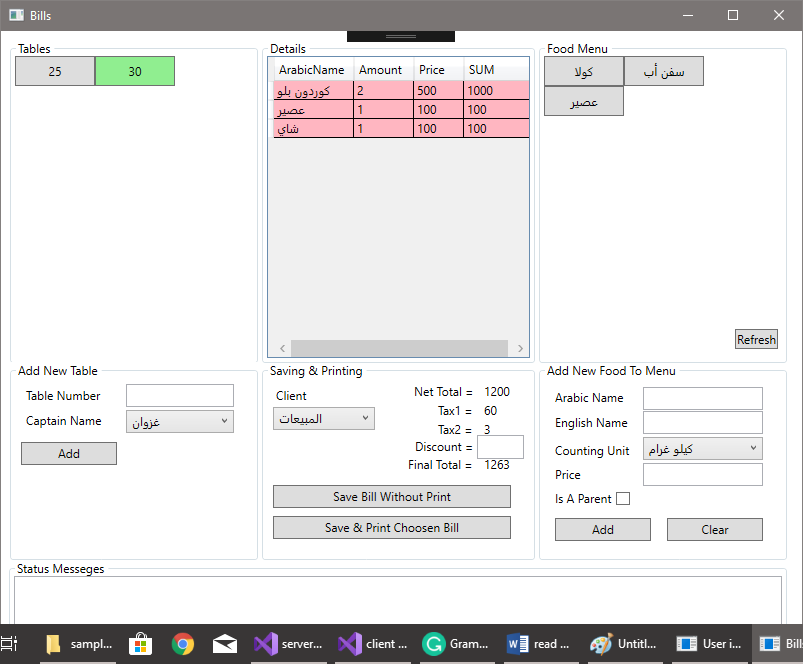 Bills
Tables
25
30
Details
ArabicName Amount Price SUM
كوردون بلو 2 500 1000
عصير 1 100 100
شاي 1 100 100
Food Menu
كولا
سفن أب
عصير
Refresh
Add New Table
Table Number
Captain Name غزوان
Add
Saving & Printing
Client
المبيعات
Net Total = 1200
Tax1 = 60
Tax2 = 3
Discount =
Final Total = 1263
Save Bill Without Print
Save & Print Choosen Bill
Add New Food To Menu
Arabic Name
English Name
Counting Unit كيلو غرام
Price
Is A Parent
Add
Clear
Status Messeges
sampl... server... client ... Gram... read ... Untitl... User i... Bills